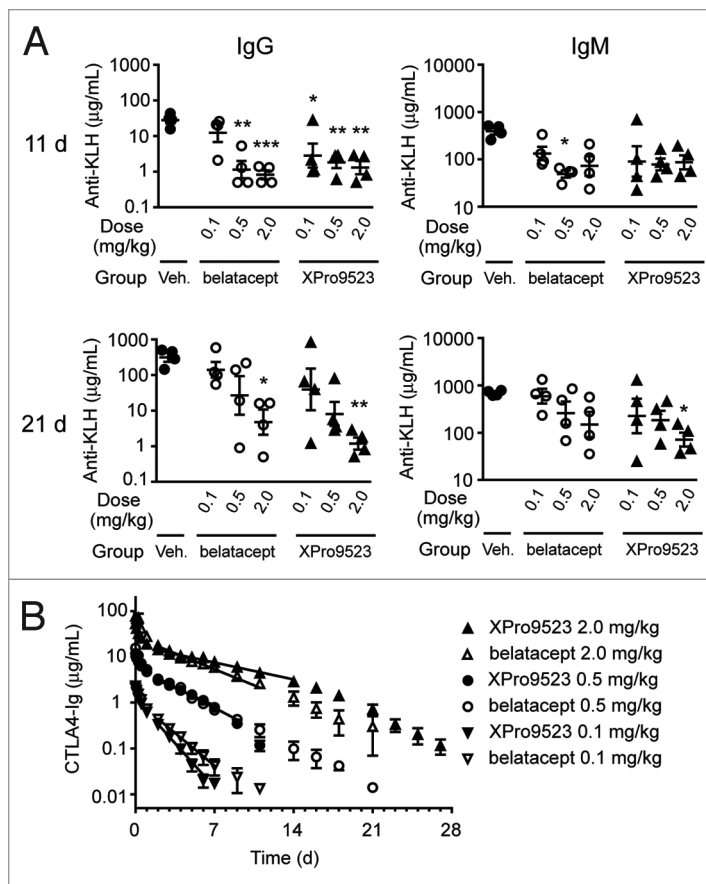 A
IgG
IgM
11 d
Anti-KLH (μg/mL)
1000
100
10
1
0.1
* ** *** * ** **
Dose
(mg/kg)
0.1 0.5 2.0 0.1 0.5 2.0
Group Veh. belatacept XPro9523
Anti-KLH (μg/mL)
10000
1000
100
10
*
Dose
(mg/kg)
0.1 0.5 2.0 0.1 0.5 2.0
Group Veh. belatacept XPro9523
21 d
Anti-KLH (μg/mL)
1000
100
10
1
0.1
* **
Dose
(mg/kg)
0.1 0.5 2.0 0.1 0.5 2.0
Group Veh. belatacept XPro9523
Anti-KLH (μg/mL)
10000
1000
100
10
*
Dose
(mg/kg)
0.1 0.5 2.0 0.1 0.5 2.0
Group Veh. belatacept XPro9523
B
CTLA4-Ig (μg/mL)
100
10
1
0.1
0.01
0 7 14 21 28
Time (d)
XPro9523 2.0 mg/kg
belatacept 2.0 mg/kg
XPro9523 0.5 mg/kg
belatacept 0.5 mg/kg
XPro9523 0.1 mg/kg
belatacept 0.1 mg/kg